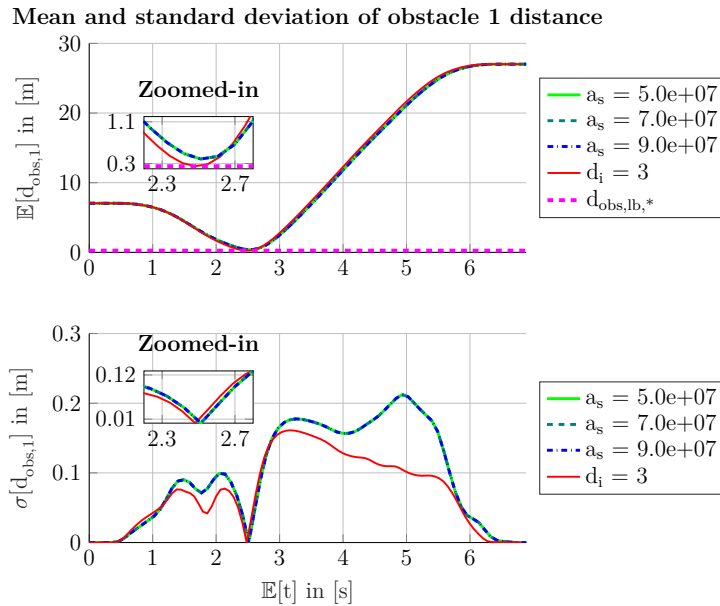 Mean and standard deviation of obstacle 1 distance
𝔼[d_obs,1] in [m]
30
20
10
0
Zoomed-in
1.1
0.3
2.3 2.7
0 1 2 3 4 5 6
a_s = 5.0e+07
a_s = 7.0e+07
a_s = 9.0e+07
d_i = 3
d_obs,lb,*
σ[d_obs,1] in [m]
0.3
0.2
0.1
0
Zoomed-in
0.12
0.01
2.3 2.7
0 1 2 3 4 5 6
𝔼[t] in [s]
a_s = 5.0e+07
a_s = 7.0e+07
a_s = 9.0e+07
d_i = 3